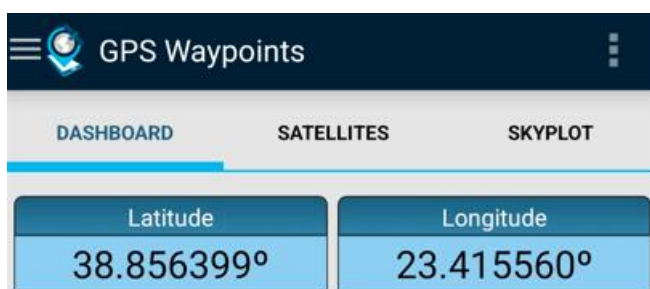 GPS Waypoints
DASHBOARD SATELLITES SKYPLOT
Latitude Longitude
38.856399º 23.415560º